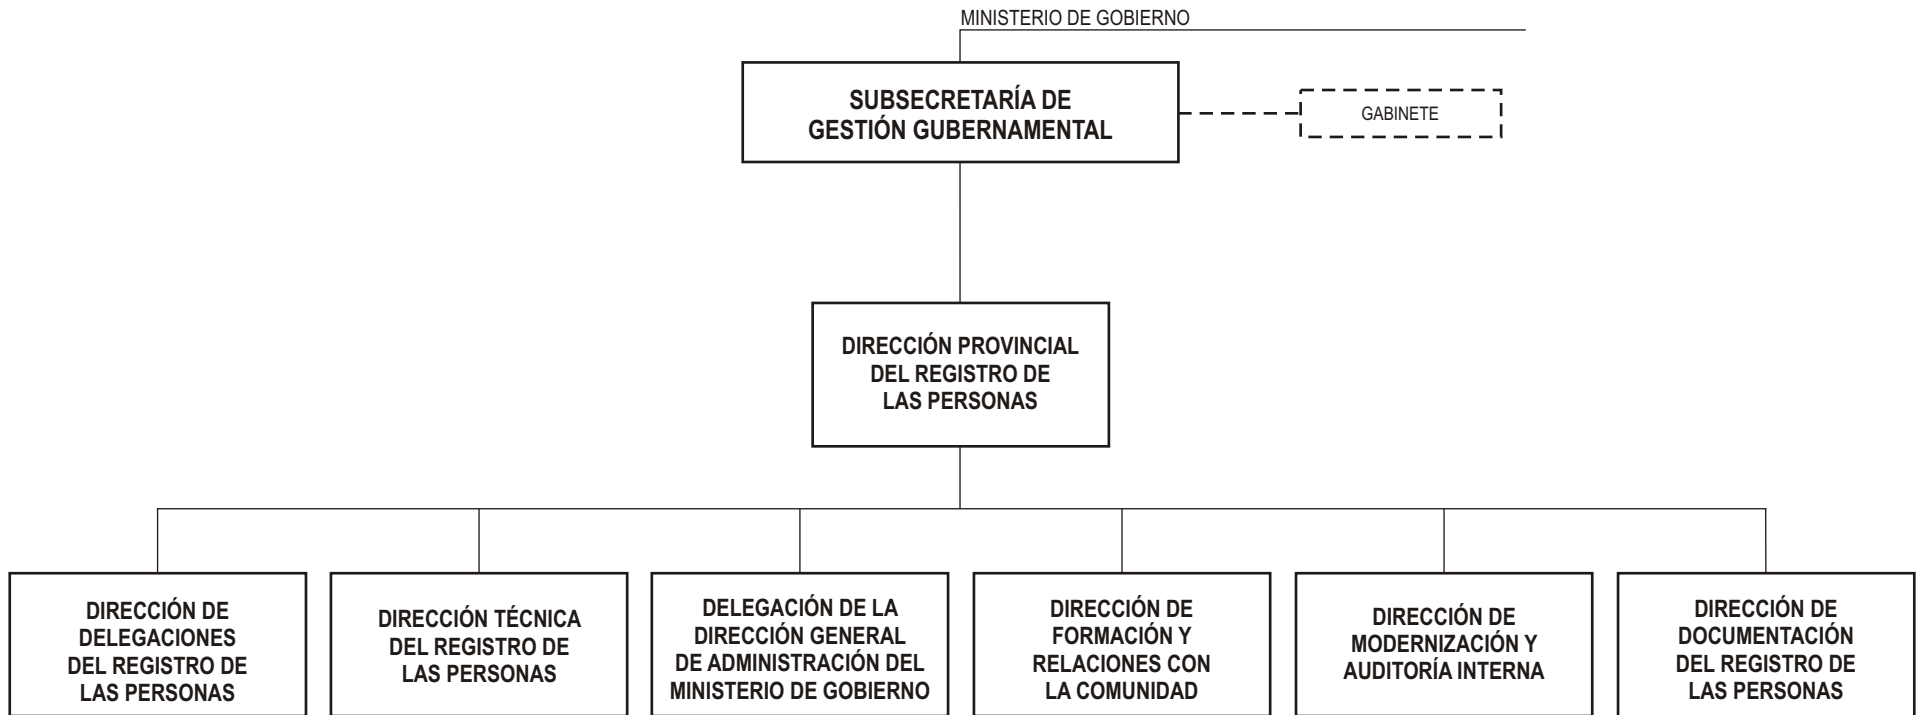 MINISTERIO DE GOBIERNO
SUBSECRETARÍA DE
GESTIÓN GUBERNAMENTAL
GABINETE
DIRECCIÓN PROVINCIAL
DEL REGISTRO DE
LAS PERSONAS
DIRECCIÓN DE
DELEGACIONES
DEL REGISTRO DE
LAS PERSONAS
DIRECCIÓN TÉCNICA
DEL REGISTRO DE
LAS PERSONAS
DELEGACIÓN DE LA
DIRECCIÓN GENERAL
DE ADMINISTRACIÓN DEL
MINISTERIO DE GOBIERNO
DIRECCIÓN DE
FORMACIÓN Y
RELACIONES CON
LA COMUNIDAD
DIRECCIÓN DE
MODERNIZACIÓN Y
AUDITORÍA INTERNA
DIRECCIÓN DE
DOCUMENTACIÓN
DEL REGISTRO DE
LAS PERSONAS